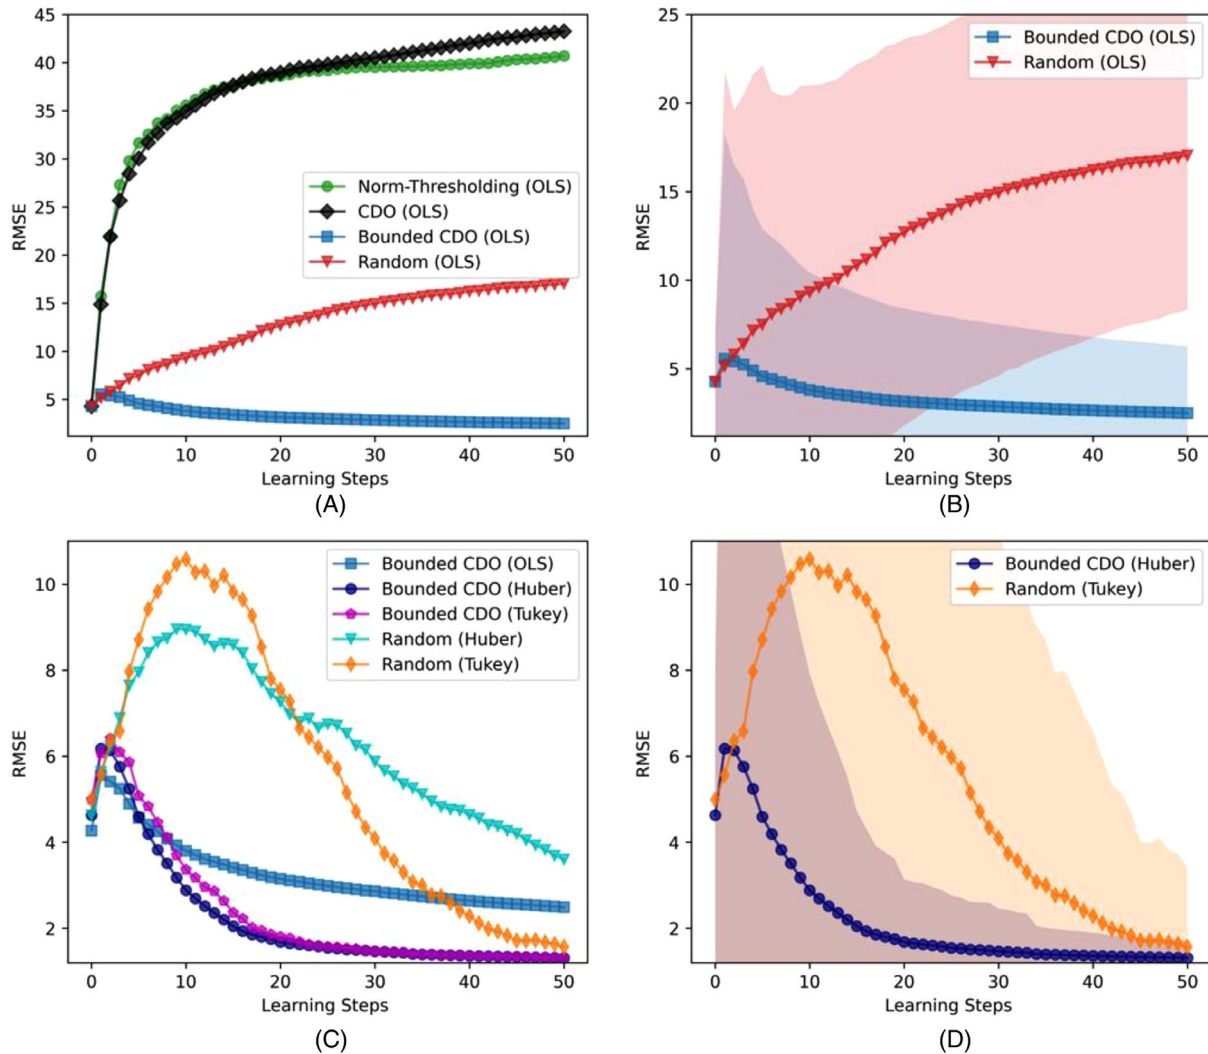 45
40
35
30
25
20
15
10
5
RMSE
Norm-Thresholding (OLS)
CDO (OLS)
Bounded CDO (OLS)
Random (OLS)
0 10 20 30 40 50
Learning Steps
(A)
25
20
15
10
5
RMSE
Bounded CDO (OLS)
Random (OLS)
0 10 20 30 40 50
Learning Steps
(B)
10
8
6
4
2
RMSE
Bounded CDO (OLS)
Bounded CDO (Huber)
Bounded CDO (Tukey)
Random (Huber)
Random (Tukey)
0 10 20 30 40 50
Learning Steps
(C)
10
8
6
4
2
RMSE
Bounded CDO (Huber)
Random (Tukey)
0 10 20 30 40 50
Learning Steps
(D)